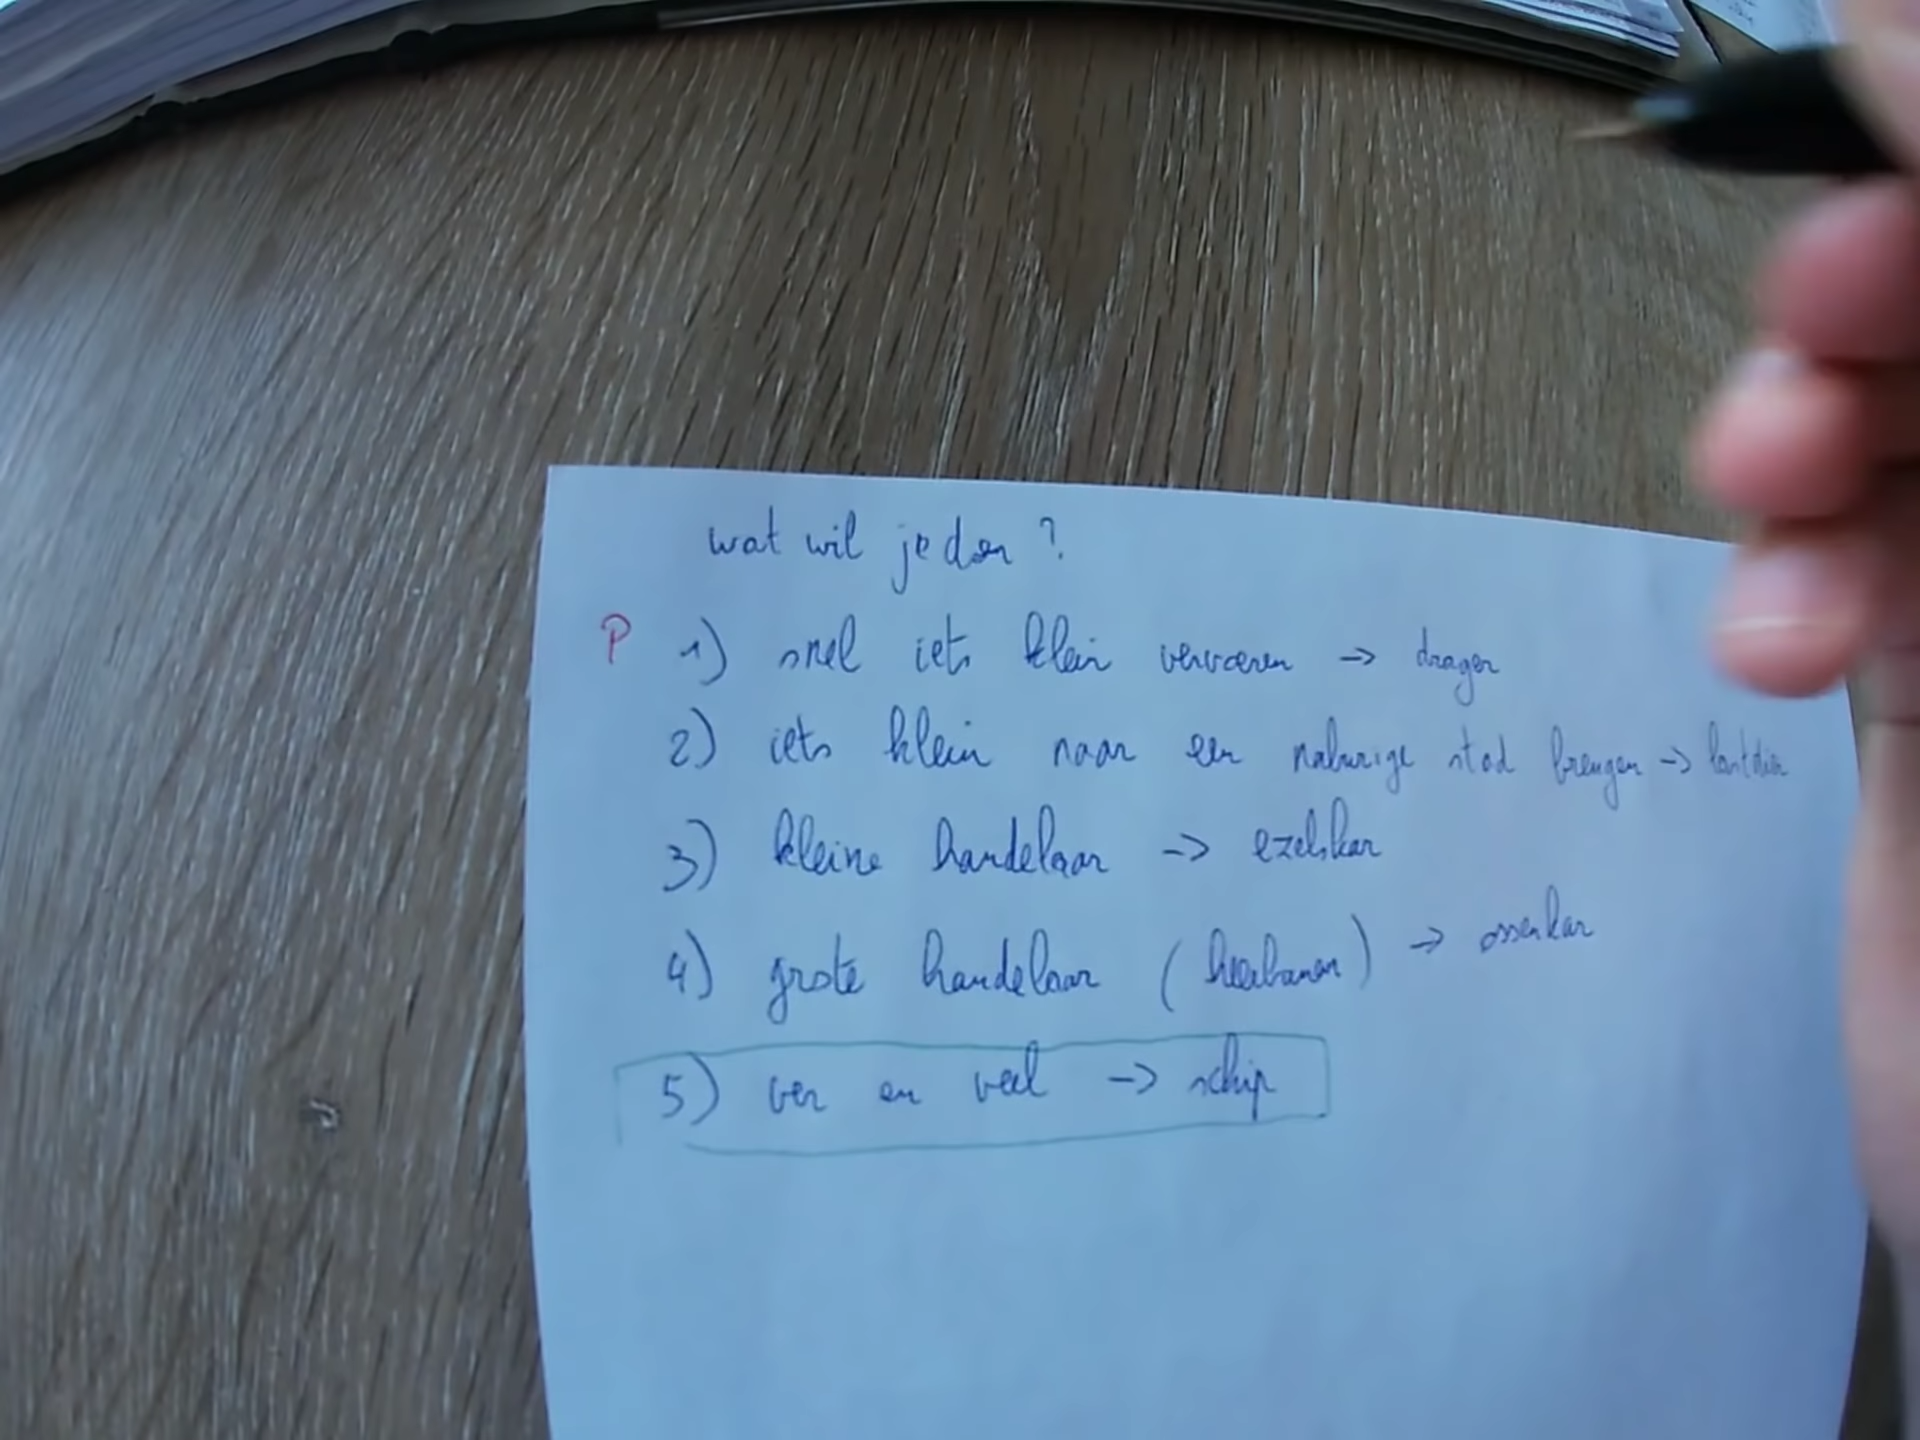 wat wil je doen ?
P 1) snel iets klein vervoeren -> dragen
2) iets klein naar een naburige stad brengen -> lastdier
3) kleine handelaar -> ezelskar
4) grote handelaar (heerbanen) -> ossenkar
5) ver en veel -> schip